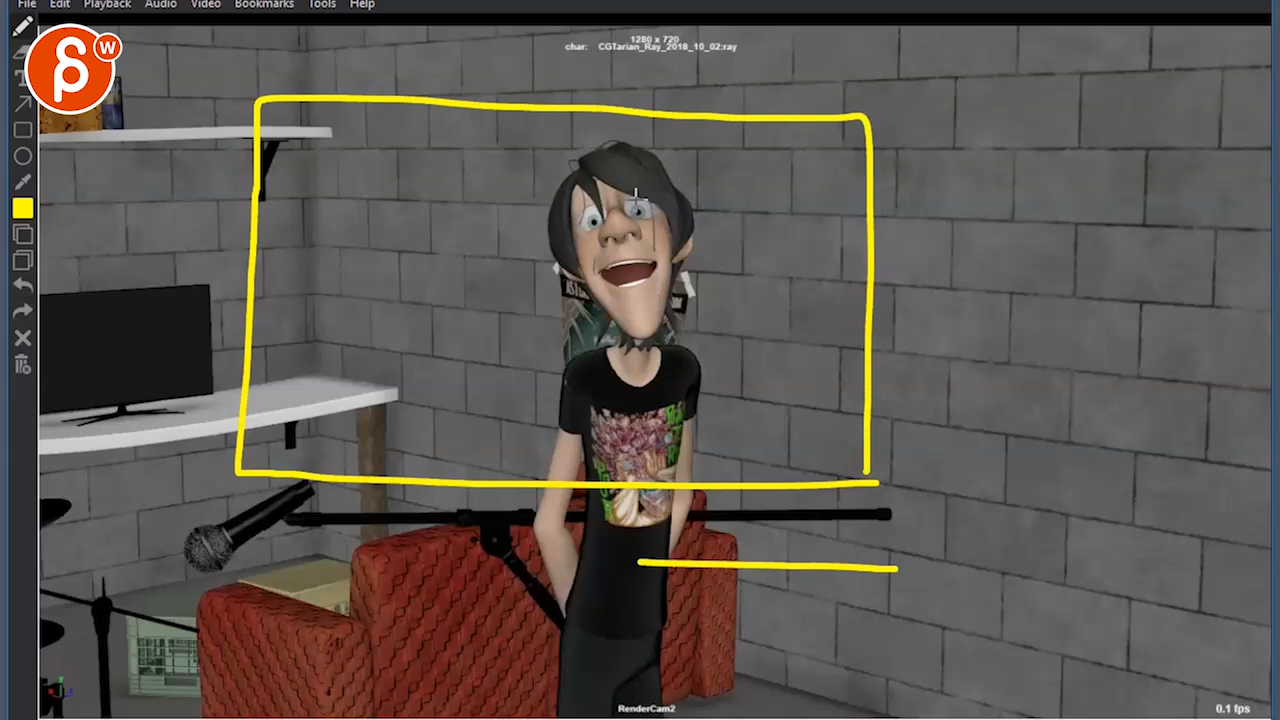 File Edit Playback Audio Video Bookmarks Tools Help
W
1280 x 720
char: CGTarian_Ray_2018_10_02:ray
RenderCam2
0.1 fps